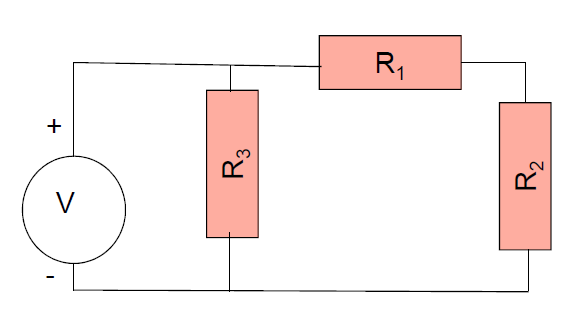 R₁
+
R₃
R₂
V
-